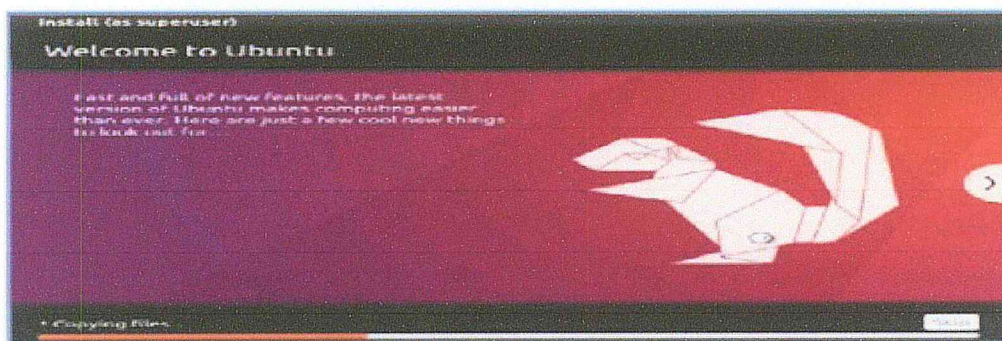 Install (as superuser)
Welcome to Ubuntu
Fast and full of new features, the latest
version of Ubuntu makes computing easier
than ever. Here are just a few cool new things
to look out for...
Copying files